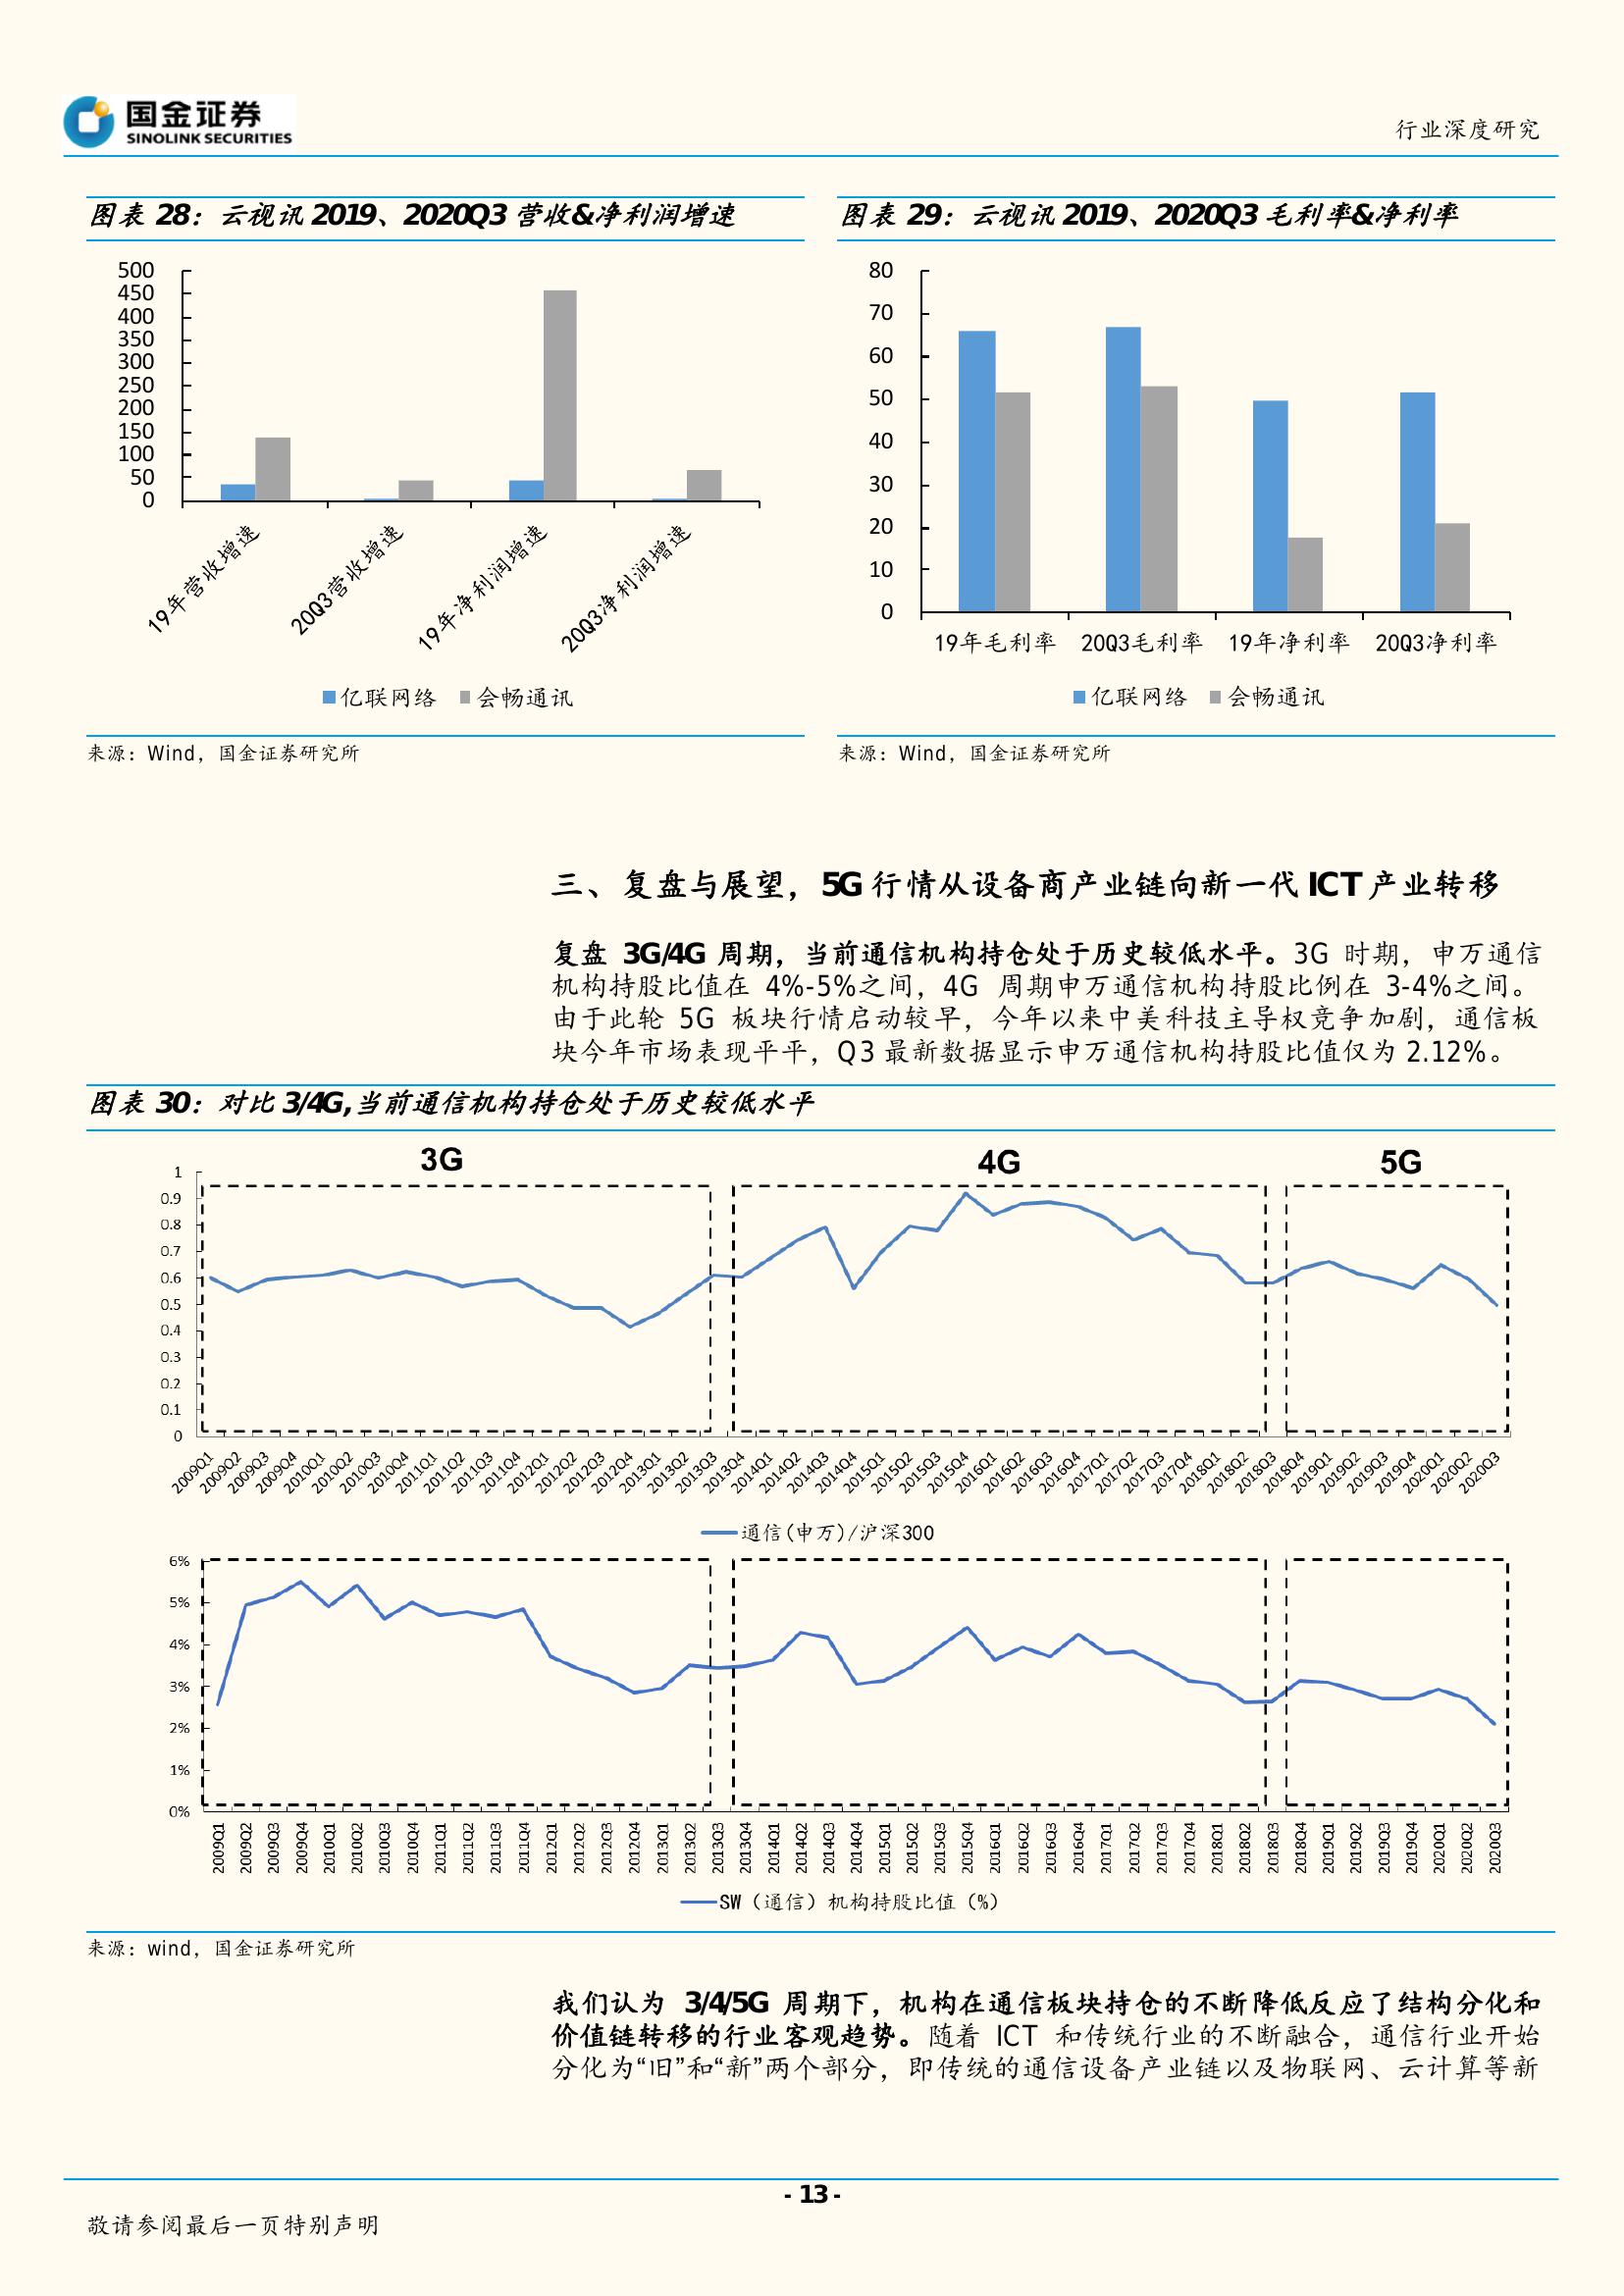 国金证券
SINOLINK SECURITIES
行业深度研究
图表 28：云视讯 2019、2020Q3 营收&净利润增速
500
450
400
350
300
250
200
150
100
50
0
19年营收增速
20Q3营收增速
19年净利润增速
20Q3净利润增速
亿联网络 会畅通讯
来源：Wind，国金证券研究所
图表 29：云视讯 2019、2020Q3 毛利率&净利率
80
70
60
50
40
30
20
10
0
19年毛利率 20Q3毛利率 19年净利率 20Q3净利率
亿联网络 会畅通讯
来源：Wind，国金证券研究所
三、复盘与展望，5G 行情从设备商产业链向新一代 ICT 产业转移
复盘 3G/4G 周期，当前通信机构持仓处于历史较低水平。3G 时期，申万通信
机构持股比值在 4%-5%之间，4G 周期申万通信机构持股比例在 3-4%之间。
由于此轮 5G 板块行情启动较早，今年以来中美科技主导权竞争加剧，通信板
块今年市场表现平平，Q3 最新数据显示申万通信机构持股比值仅为 2.12%。
图表 30：对比 3/4G,当前通信机构持仓处于历史较低水平
3G 4G 5G
1
0.9
0.8
0.7
0.6
0.5
0.4
0.3
0.2
0.1
0
2009Q1 2009Q2 2009Q3 2009Q4 2010Q1 2010Q2 2010Q3 2010Q4 2011Q1 2011Q2 2011Q3 2011Q4 2012Q1 2012Q2 2012Q3 2012Q4 2013Q1 2013Q2 2013Q3 2013Q4 2014Q1 2014Q2 2014Q3 2014Q4 2015Q1 2015Q2 2015Q3 2015Q4 2016Q1 2016Q2 2016Q3 2016Q4 2017Q1 2017Q2 2017Q3 2017Q4 2018Q1 2018Q2 2018Q3 2018Q4 2019Q1 2019Q2 2019Q3 2019Q4 2020Q1 2020Q2 2020Q3
通信(申万)/沪深300
6%
5%
4%
3%
2%
1%
0%
2009Q1 2009Q2 2009Q3 2009Q4 2010Q1 2010Q2 2010Q3 2010Q4 2011Q1 2011Q2 2011Q3 2011Q4 2012Q1 2012Q2 2012Q3 2012Q4 2013Q1 2013Q2 2013Q3 2013Q4 2014Q1 2014Q2 2014Q3 2014Q4 2015Q1 2015Q2 2015Q3 2015Q4 2016Q1 2016Q2 2016Q3 2016Q4 2017Q1 2017Q2 2017Q3 2017Q4 2018Q1 2018Q2 2018Q3 2018Q4 2019Q1 2019Q2 2019Q3 2019Q4 2020Q1 2020Q2 2020Q3
SW（通信）机构持股比值（%）
来源：wind，国金证券研究所
我们认为 3/4/5G 周期下，机构在通信板块持仓的不断降低反应了结构分化和
价值链转移的行业客观趋势。随着 ICT 和传统行业的不断融合，通信行业开始
分化为“旧”和“新”两个部分，即传统的通信设备产业链以及物联网、云计算等新
- 13 -
敬请参阅最后一页特别声明